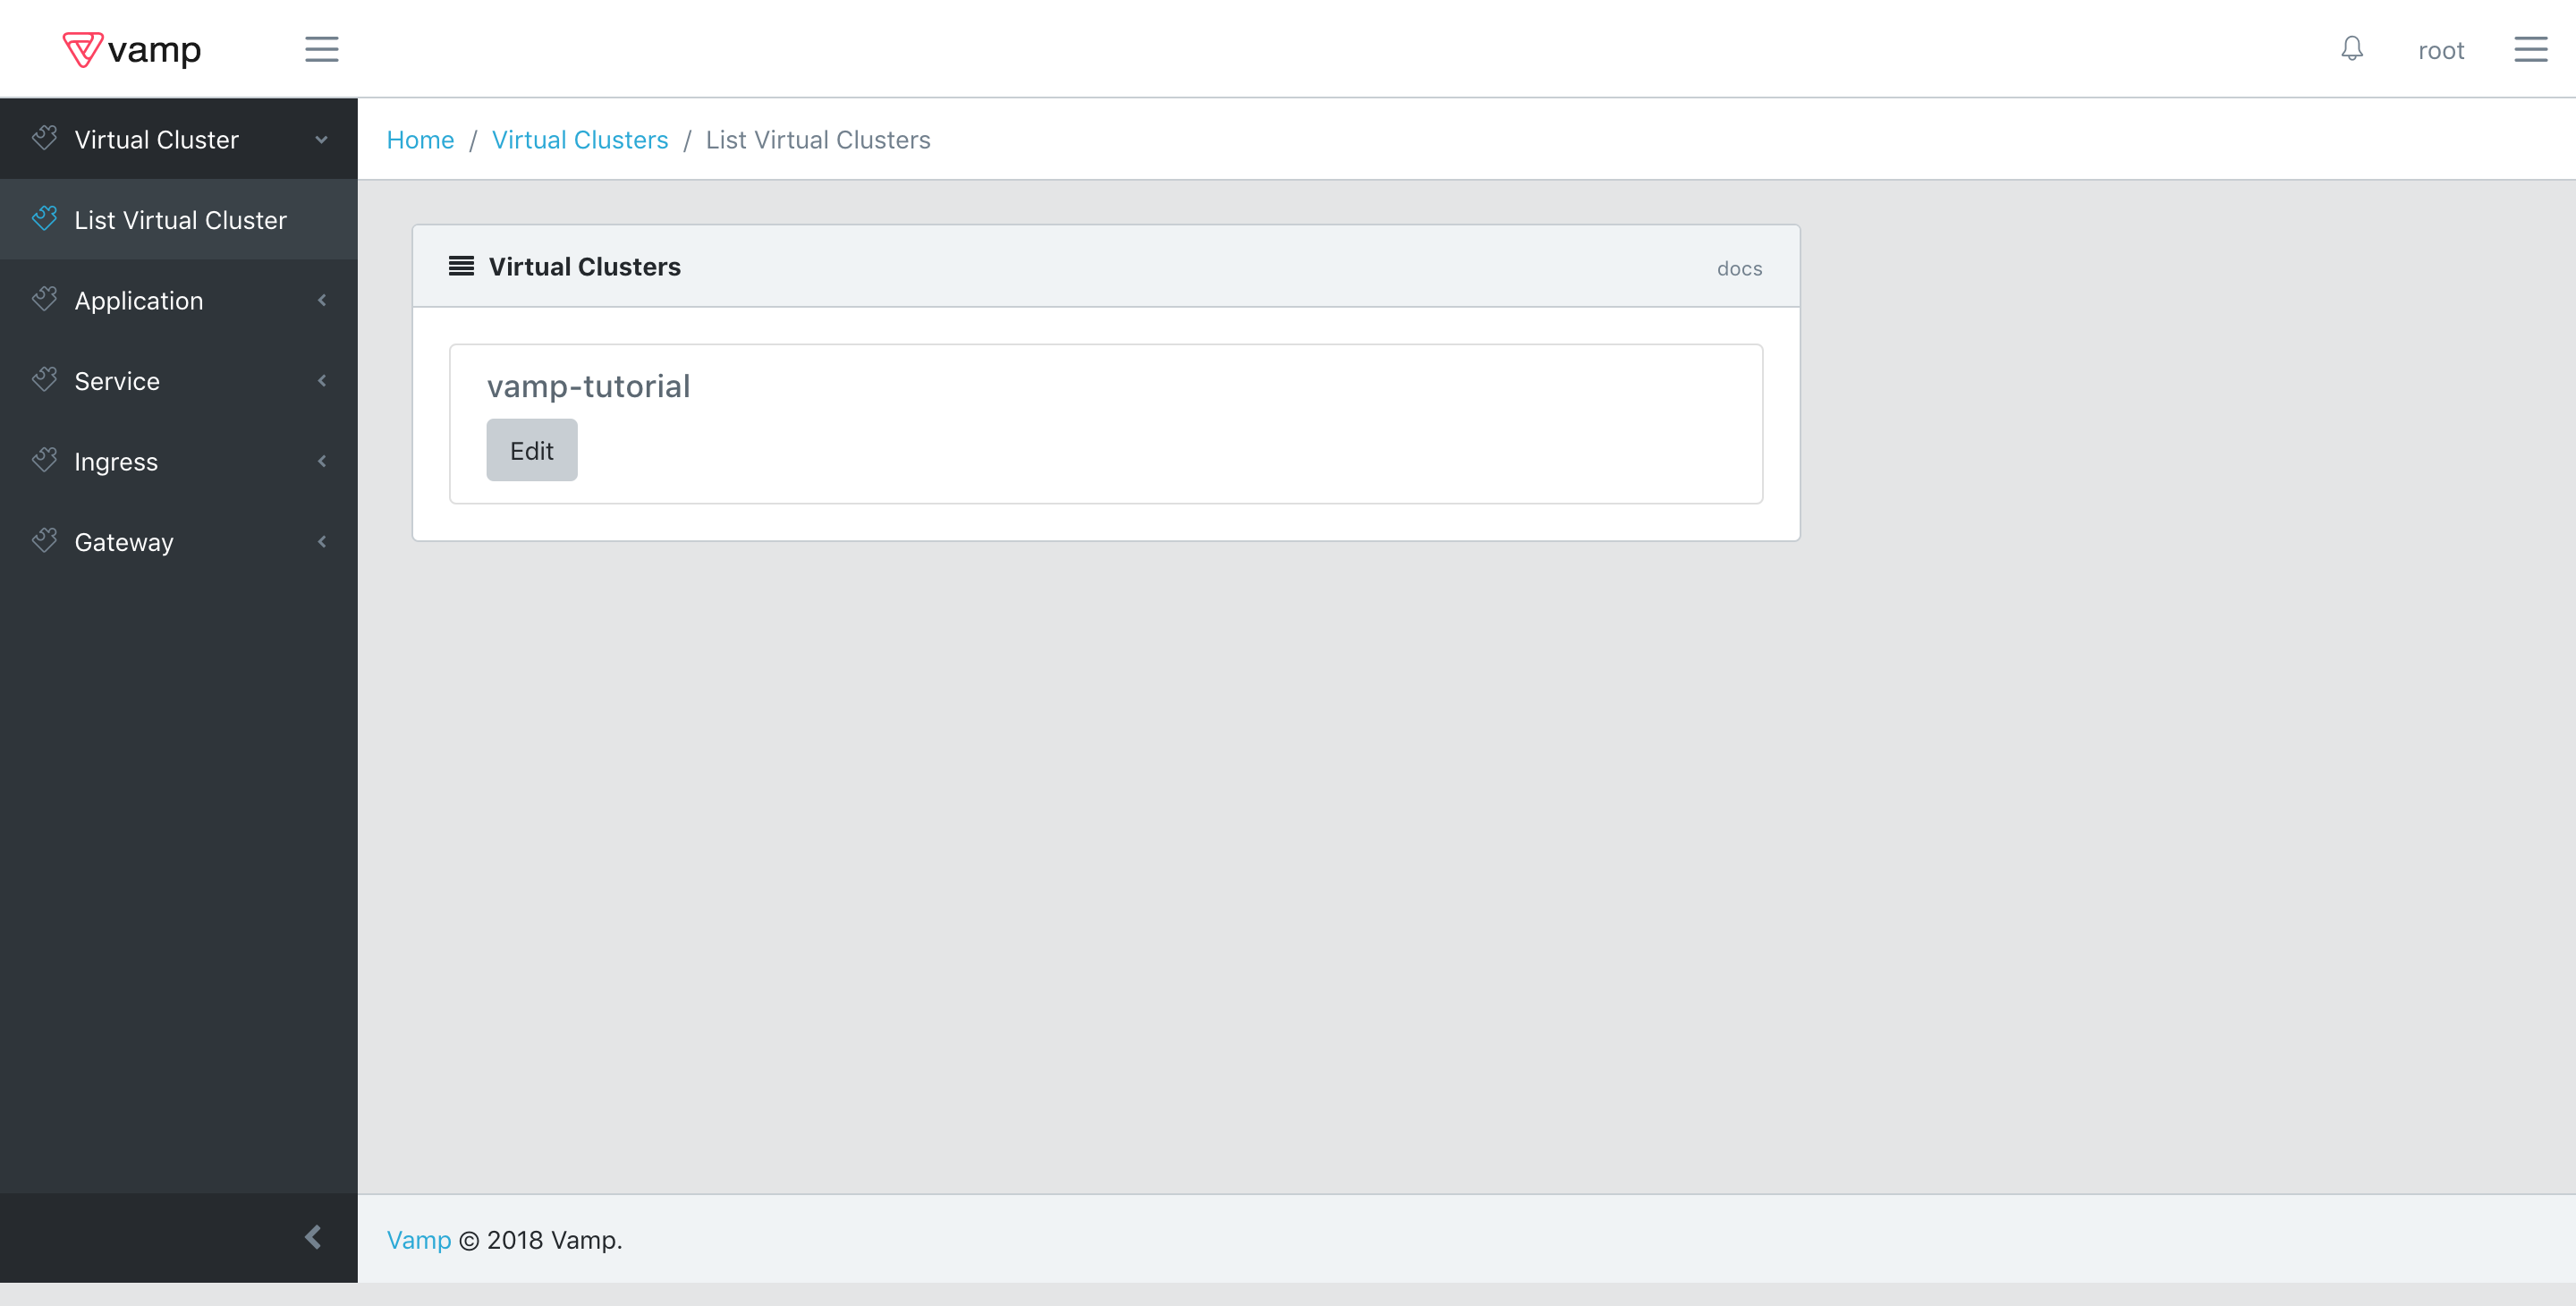 vamp
root
Virtual Cluster
List Virtual Cluster
Application
Service
Ingress
Gateway
Home / Virtual Clusters / List Virtual Clusters
Virtual Clusters
docs
vamp-tutorial
Edit
Vamp © 2018 Vamp.